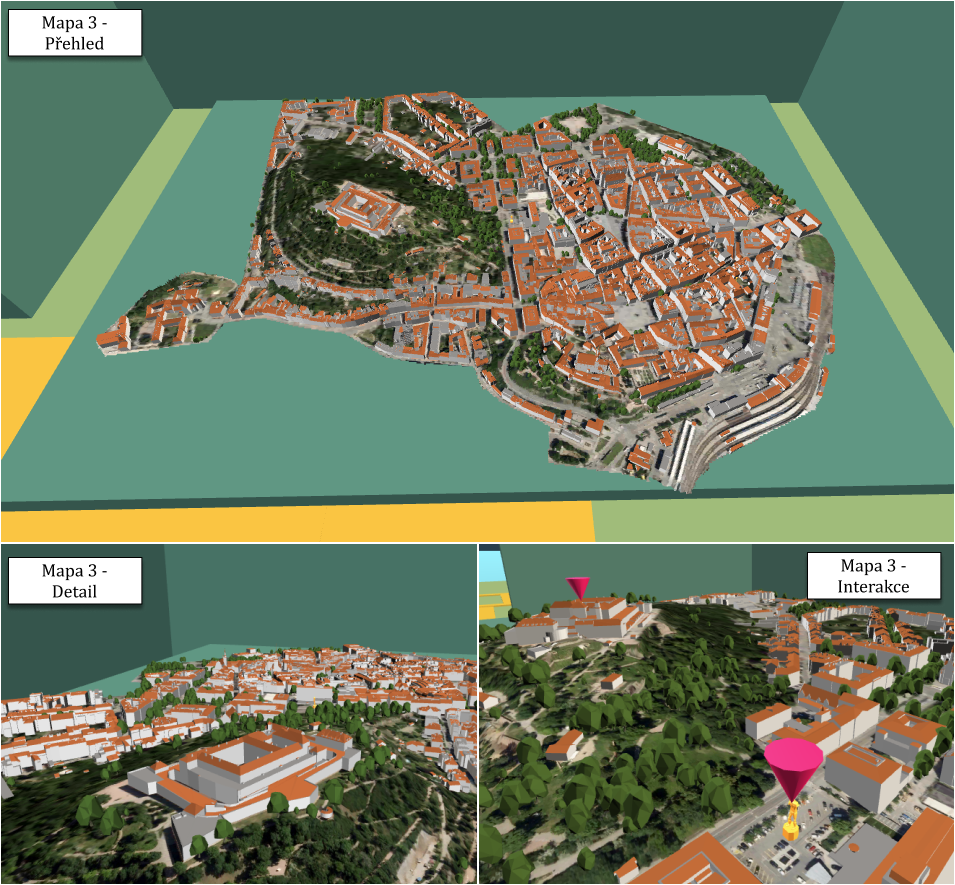 Mapa 3 -
Přehled
Mapa 3 -
Detail
Mapa 3 -
Interakce